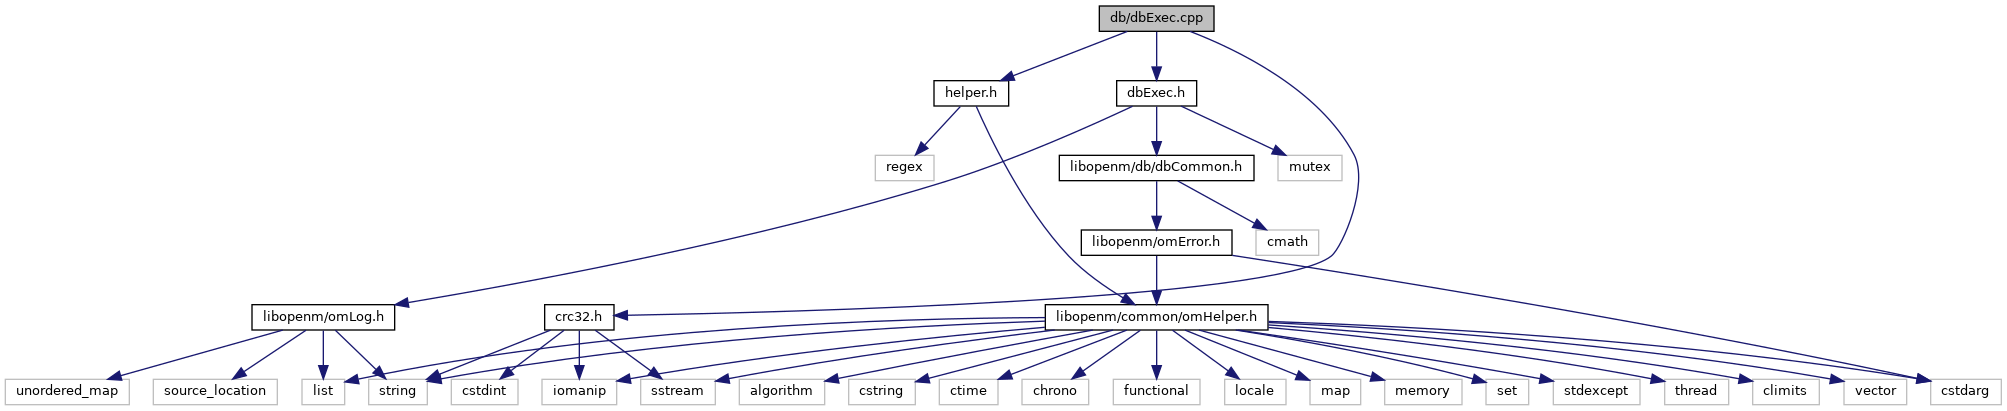 db/dbExec.cpp
helper.h
dbExec.h
regex
libopenm/db/dbCommon.h
mutex
libopenm/omError.h
cmath
libopenm/omLog.h
crc32.h
libopenm/common/omHelper.h
unordered_map
source_location
list
string
cstdint
iomanip
sstream
algorithm
cstring
ctime
chrono
functional
locale
map
memory
set
stdexcept
thread
climits
vector
cstdarg